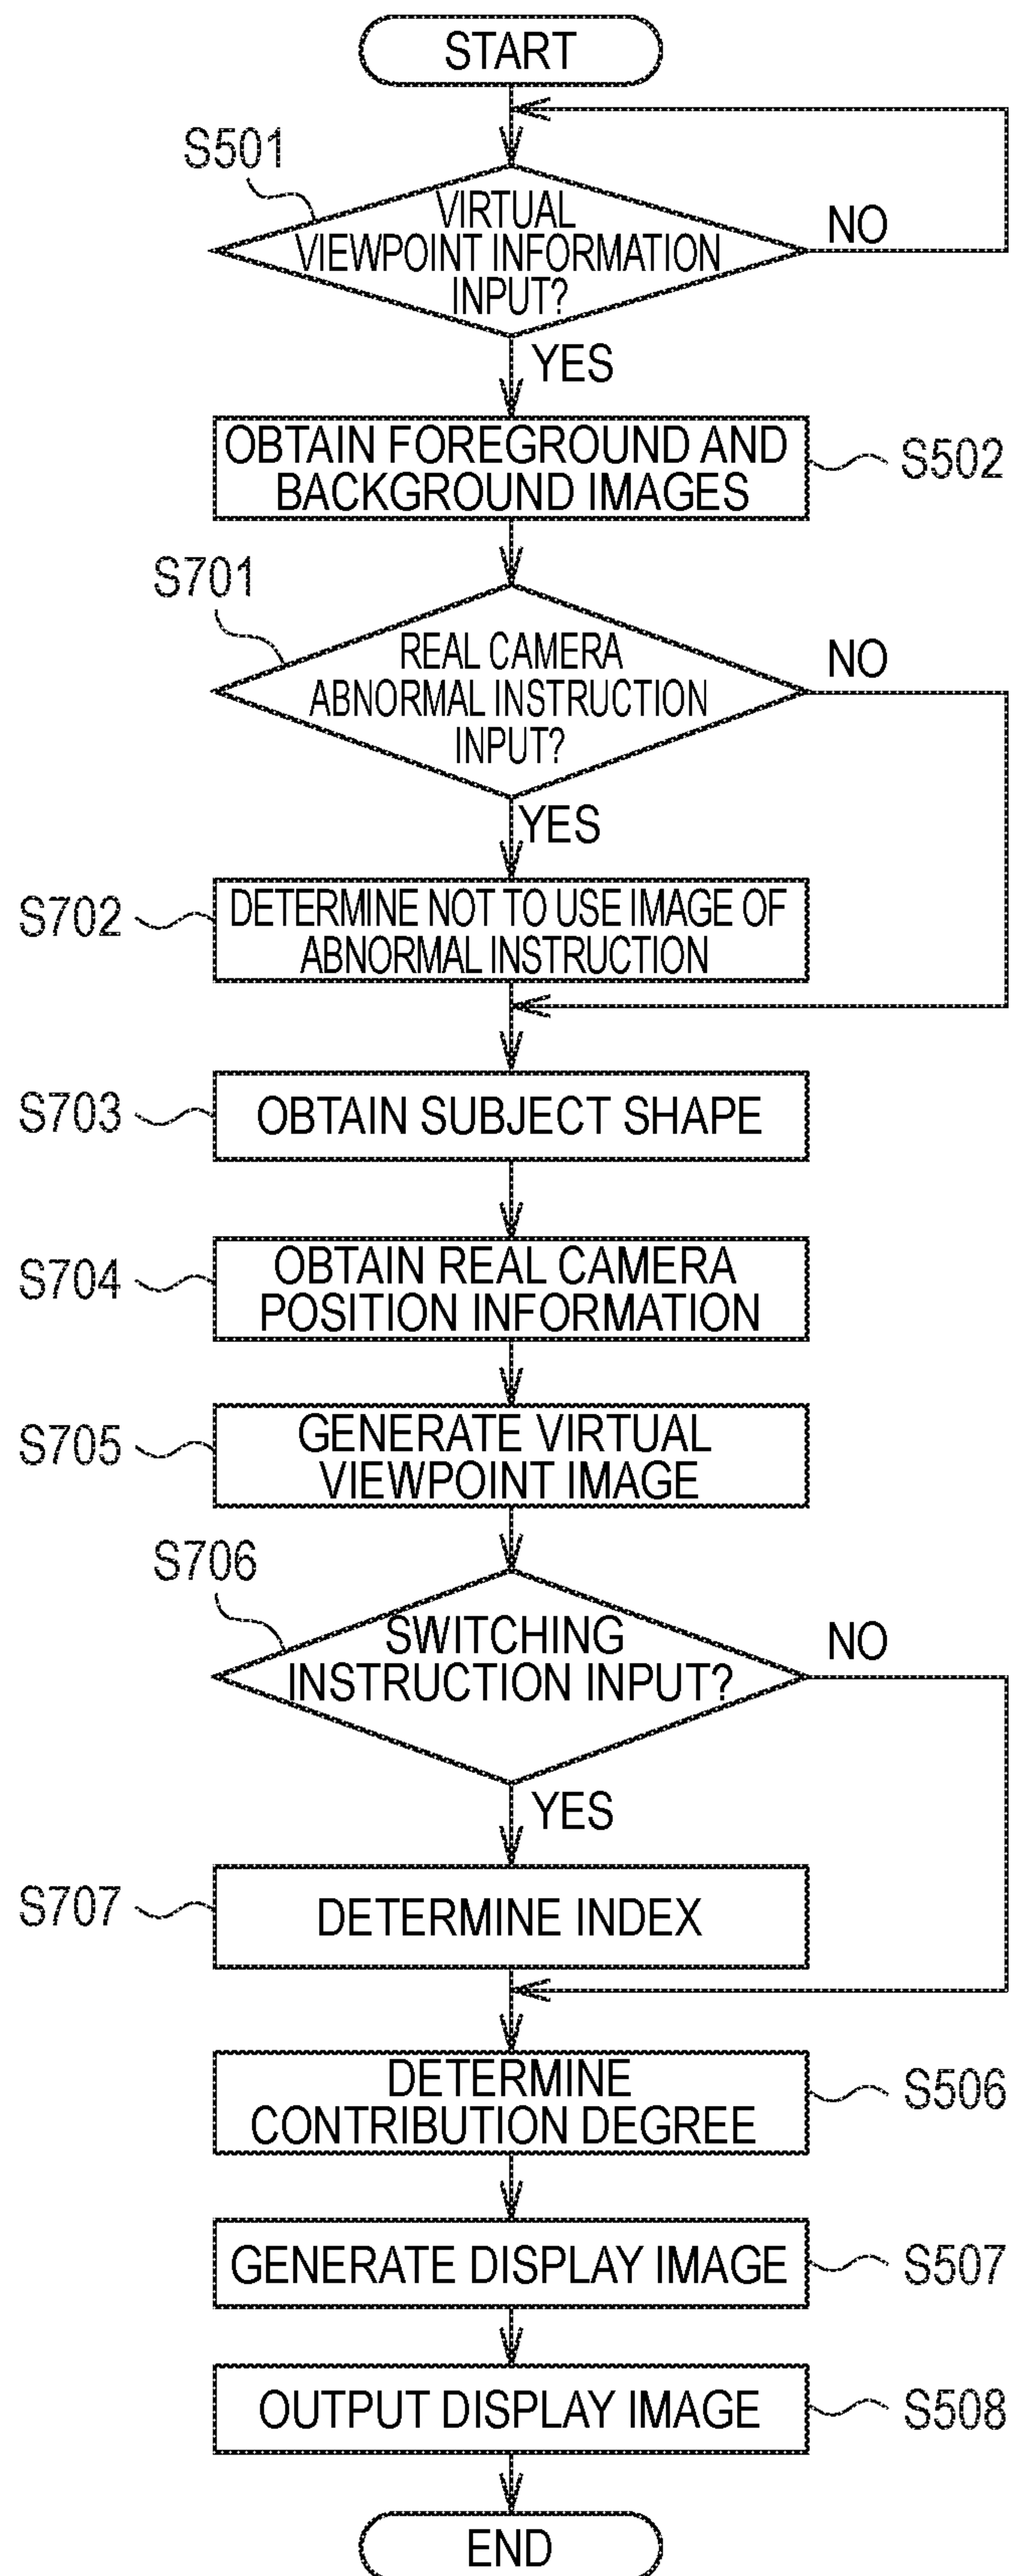 START
S501
VIRTUAL
VIEWPOINT INFORMATION
INPUT?
NO
YES
OBTAIN FOREGROUND AND
BACKGROUND IMAGES
S502
S701
REAL CAMERA
ABNORMAL INSTRUCTION
INPUT?
NO
YES
S702
DETERMINE NOT TO USE IMAGE OF
ABNORMAL INSTRUCTION
S703
OBTAIN SUBJECT SHAPE
S704
OBTAIN REAL CAMERA
POSITION INFORMATION
S705
GENERATE VIRTUAL
VIEWPOINT IMAGE
S706
SWITCHING
INSTRUCTION INPUT?
NO
YES
S707
DETERMINE INDEX
DETERMINE
CONTRIBUTION DEGREE
S506
GENERATE DISPLAY IMAGE
S507
OUTPUT DISPLAY IMAGE
S508
END